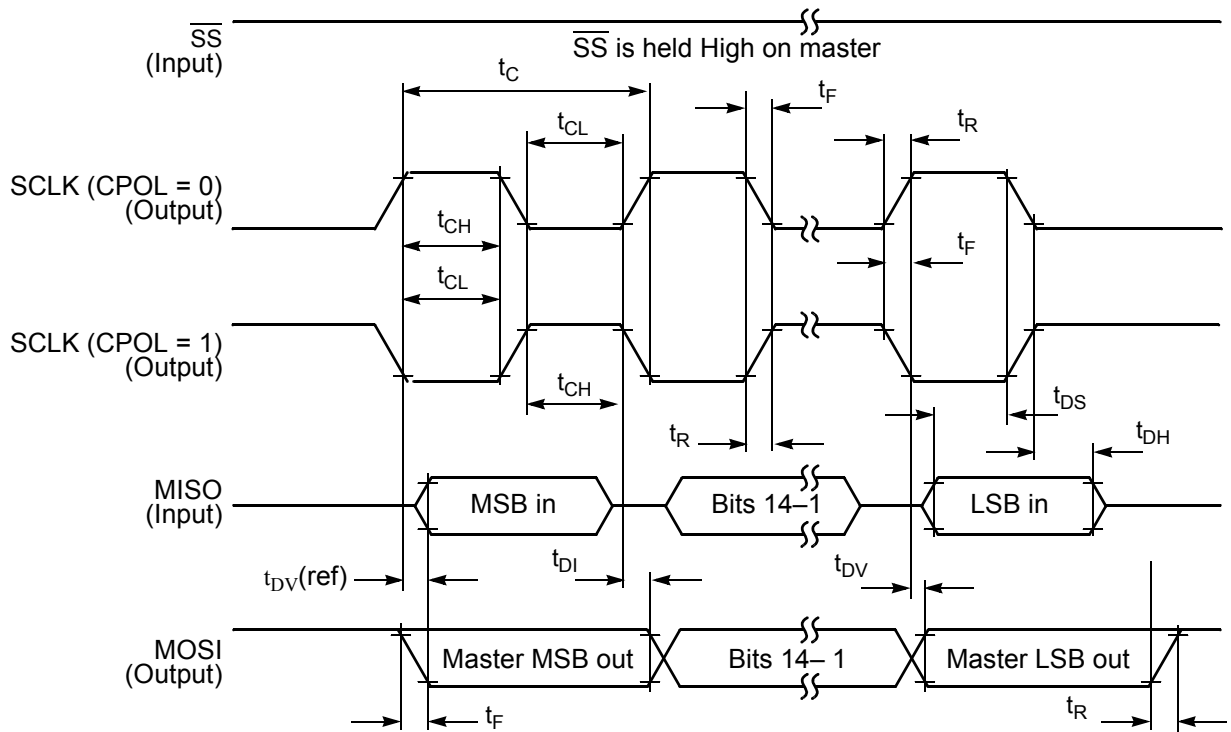 SS
(Input)
SS is held High on master
tC
tF
tCL
tR
SCLK (CPOL = 0)
(Output)
tCH
tF
tCL
SCLK (CPOL = 1)
(Output)
tCH
tDS
tR
tDH
MISO
(Input)
MSB in
Bits 14–1
LSB in
tDI
tDV
tDV(ref)
MOSI
(Output)
Master MSB out
Bits 14– 1
Master LSB out
tF
tR